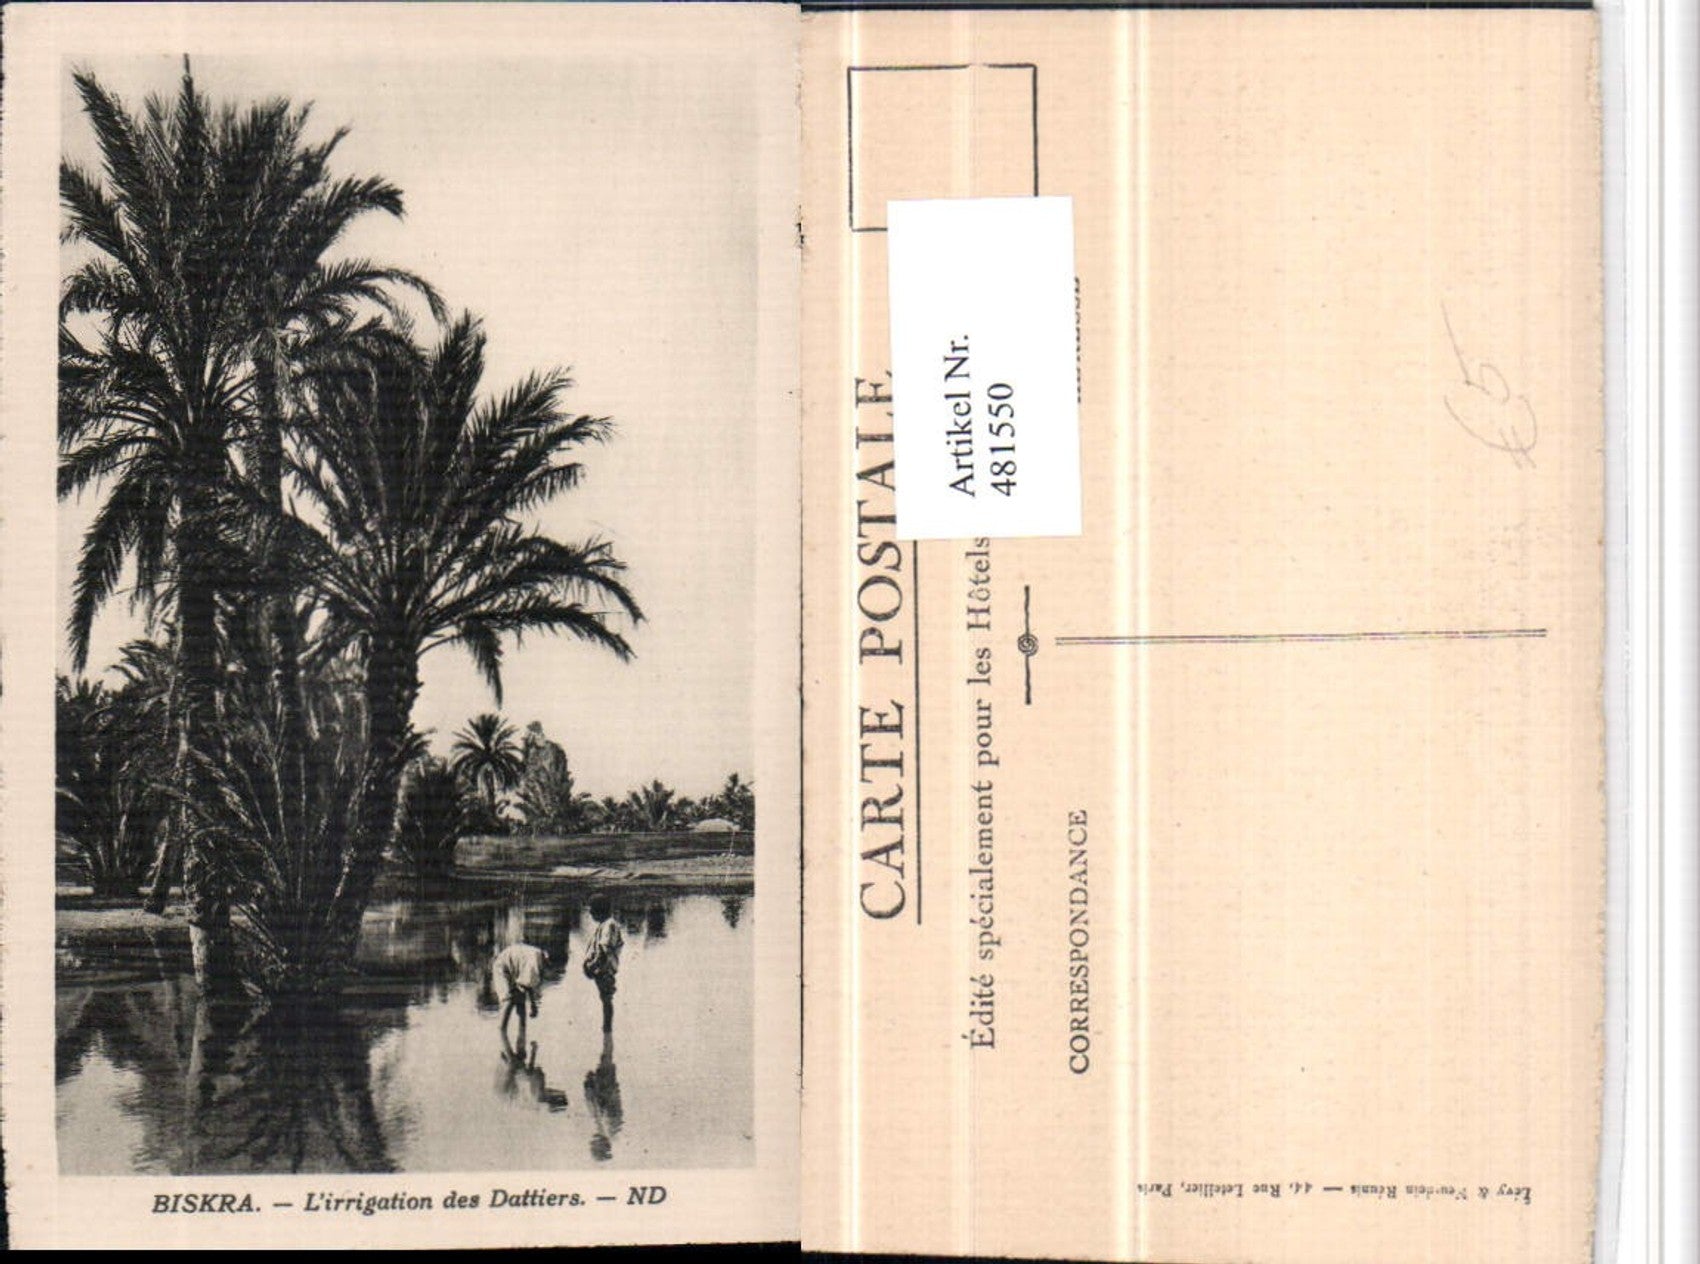 BISKRA. — L'irrigation des Dattiers. — ND
CARTE POSTALE
Édité spécialement pour les Hôtels
Artikel Nr.
481550
CORRESPONDANCE
€5
Lévy & Neurdein Réunis — 44, Rue Letellier, Paris